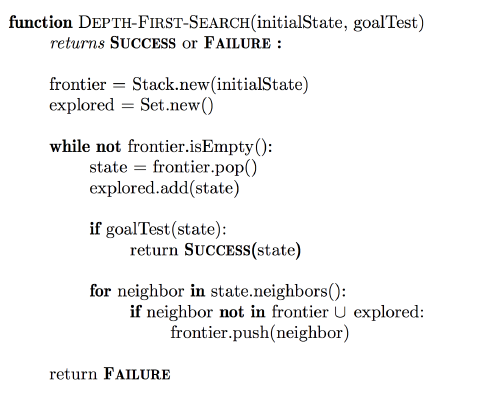 function DEPTH-FIRST-SEARCH(initialState, goalTest)
returns SUCCESS or FAILURE :
frontier = Stack.new(initialState)
explored = Set.new()
while not frontier.isEmpty():
state = frontier.pop()
explored.add(state)
if goalTest(state):
return SUCCESS(state)
for neighbor in state.neighbors():
if neighbor not in frontier ∪ explored:
frontier.push(neighbor)
return FAILURE